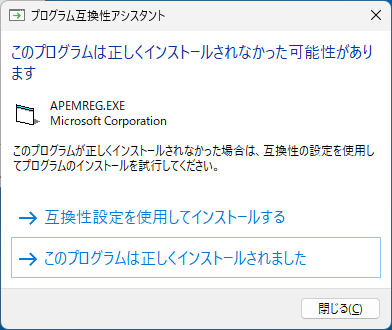 プログラム互換性アシスタント
このプログラムは正しくインストールされなかった可能性があり
ます
APEMREG.EXE
Microsoft Corporation
このプログラムが正しくインストールされなかった場合は、互換性の設定を使用し
てプログラムのインストールを試行してください。
互換性設定を使用してインストールする
このプログラムは正しくインストールされました
閉じる(C)